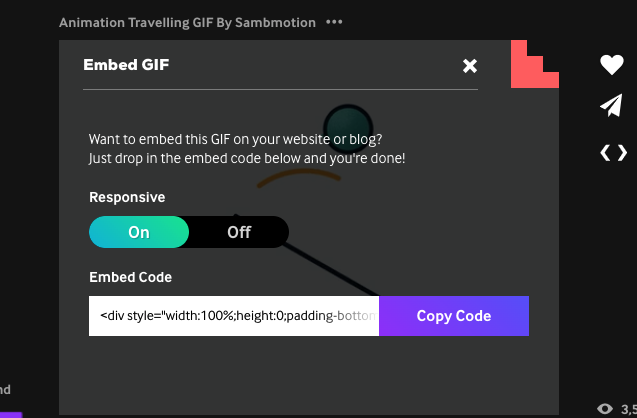 Animation Travelling GIF By Sambmotion •••
Embed GIF
Want to embed this GIF on your website or blog?
Just drop in the embed code below and you're done!
Responsive
On Off
Embed Code
<div style="width:100%;height:0;padding-bottom
Copy Code
nd
3,5